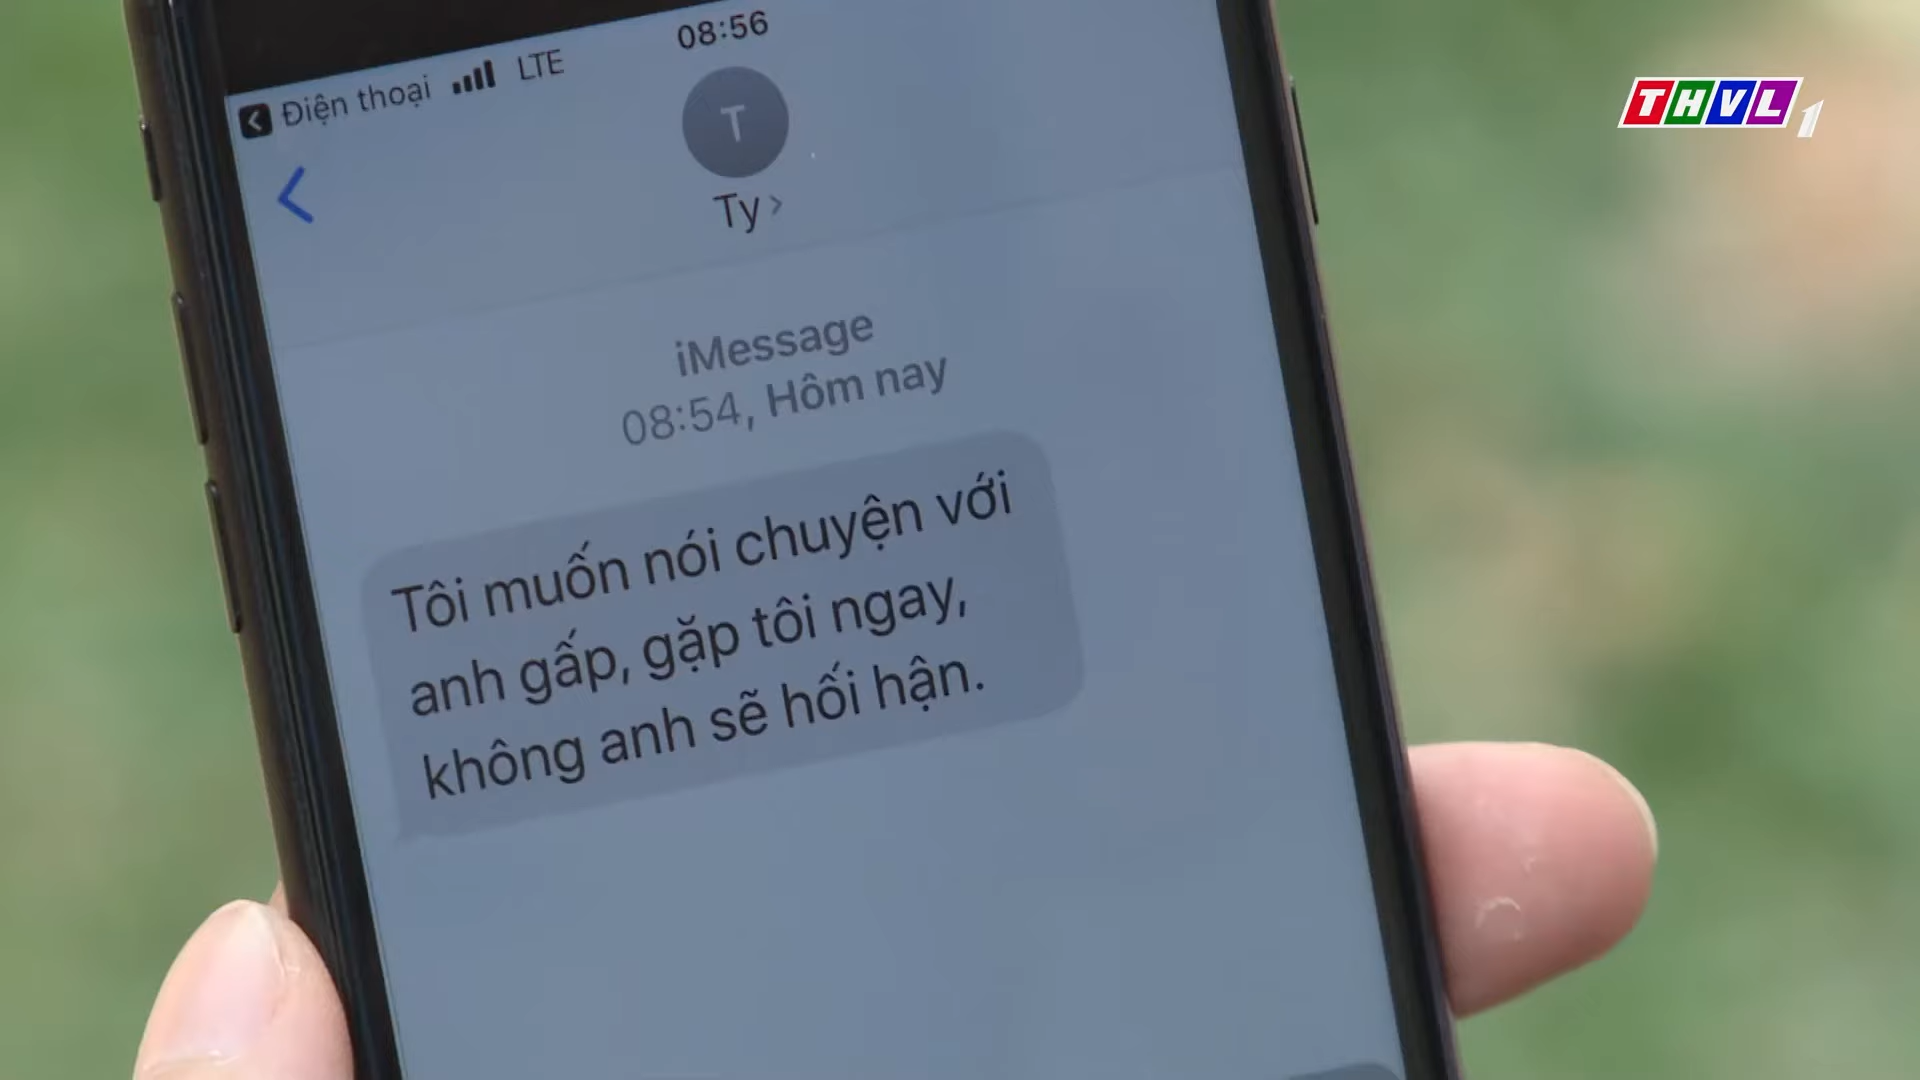 08:56
Điện thoại LTE
THVL1
T
Ty
iMessage
08:54, Hôm nay
Tôi muốn nói chuyện với
anh gấp, gặp tôi ngay,
không anh sẽ hối hận.